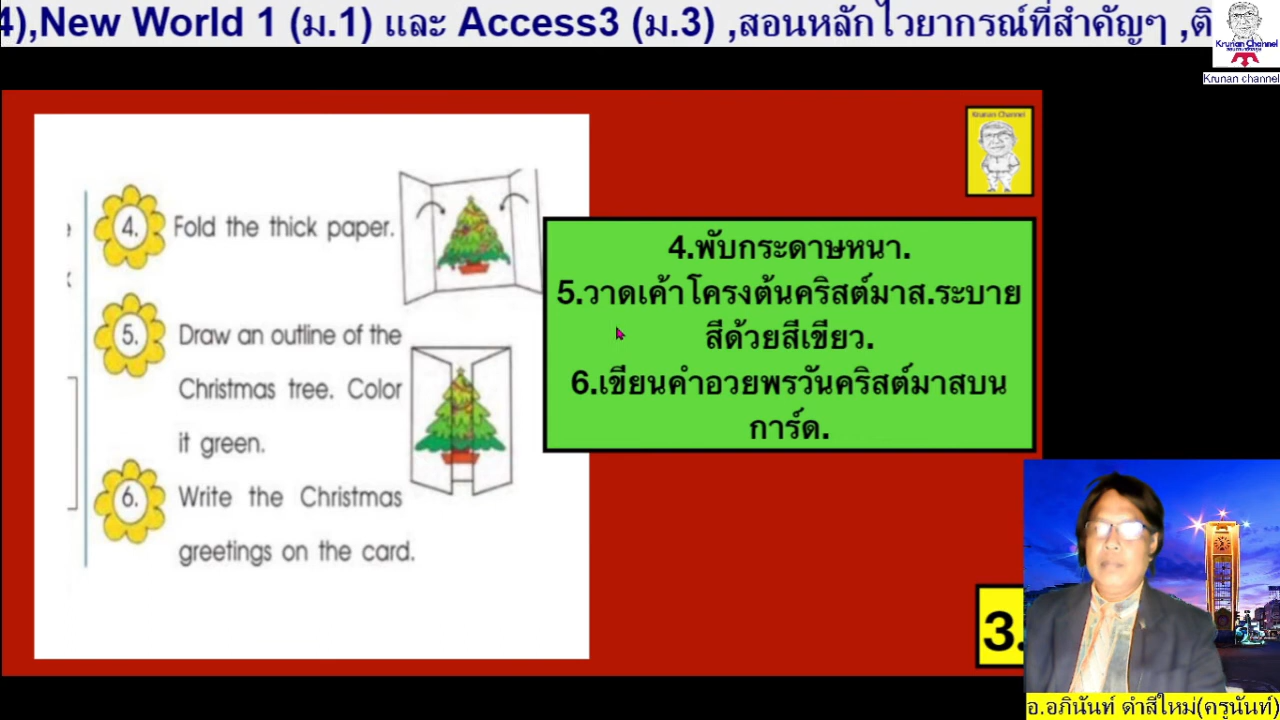 4),New World 1 (ม.1) และ Access3 (ม.3) ,สอนหลักไวยากรณ์ที่สำคัญๆ ,ติ
Krunan Channel
Krunan channel
Krunan Channel
4. Fold the thick paper.
5. Draw an outline of the
Christmas tree. Color
it green.
6. Write the Christmas
greetings on the card.
4.พับกระดาษหนา.
5.วาดเค้าโครงต้นคริสต์มาส.ระบาย
สีด้วยสีเขียว.
6.เขียนคำอวยพรวันคริสต์มาสบน
การ์ด.
3.
อ.อภินันท์ ดำสีใหม่(ครูนันท์)